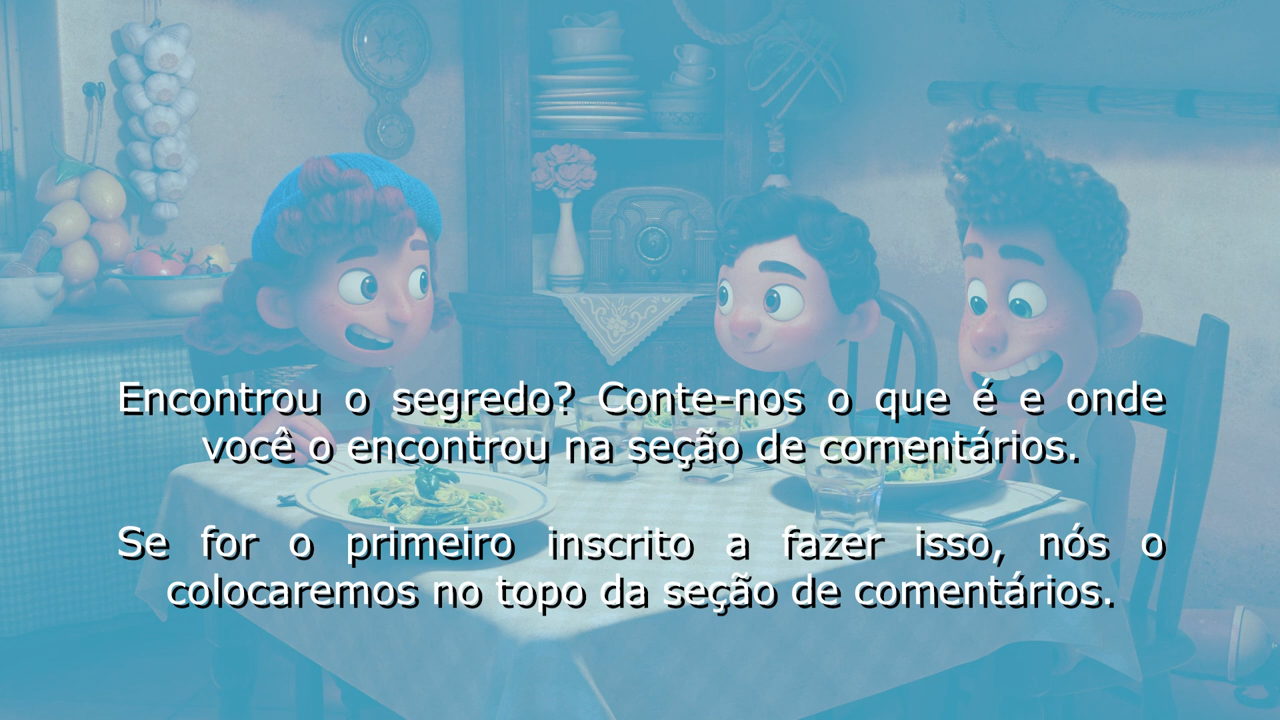 Encontrou o segredo? Conte-nos o que é e onde
você o encontrou na seção de comentários.
Se for o primeiro inscrito a fazer isso, nós o
colocaremos no topo da seção de comentários.